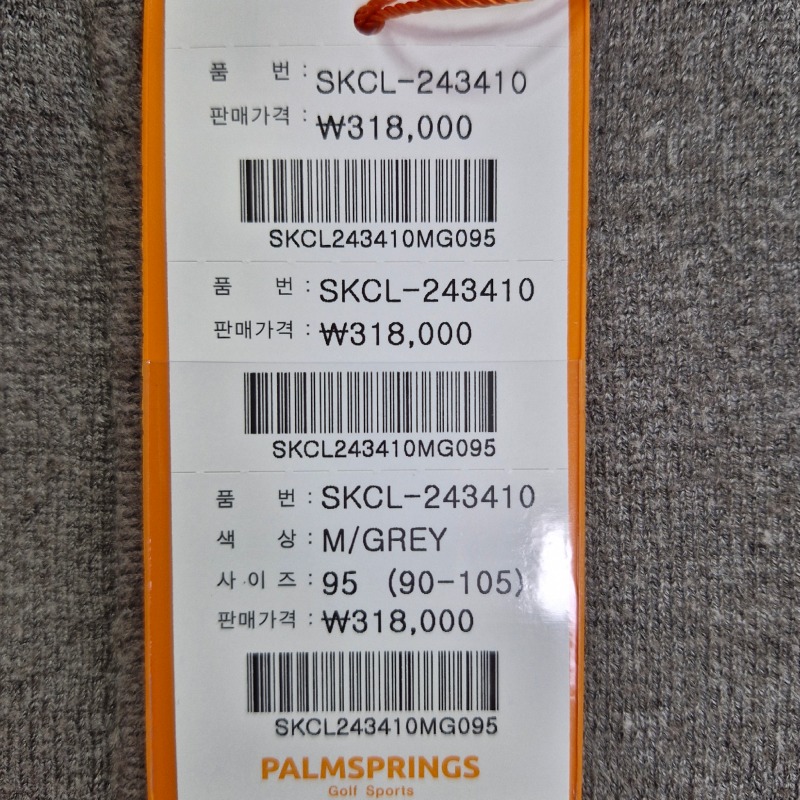 품 번 : SKCL-243410
판매가격 : ₩318,000
SKCL243410MG095
품 번 : SKCL-243410
판매가격 : ₩318,000
SKCL243410MG095
품 번 : SKCL-243410
색 상 : M/GREY
사이즈 : 95 (90-105)
판매가격 : ₩318,000
SKCL243410MG095
PALMSPRINGS
Golf Sports